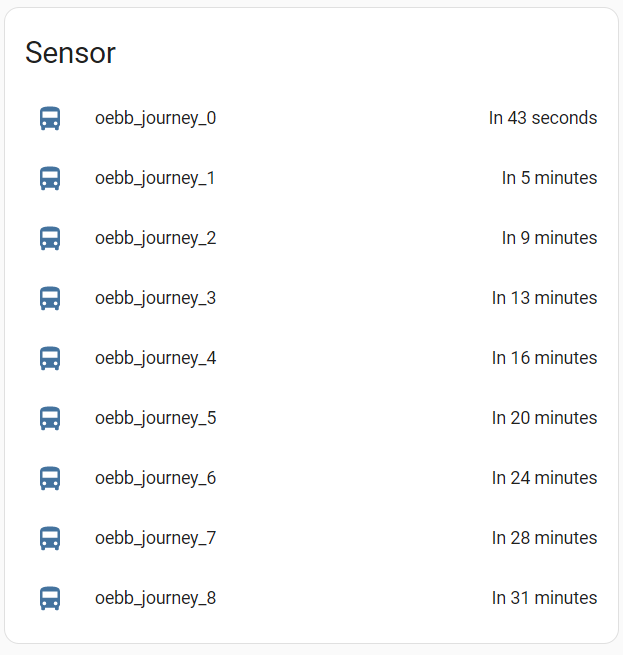 Sensor
oebb_journey_0 In 43 seconds
oebb_journey_1 In 5 minutes
oebb_journey_2 In 9 minutes
oebb_journey_3 In 13 minutes
oebb_journey_4 In 16 minutes
oebb_journey_5 In 20 minutes
oebb_journey_6 In 24 minutes
oebb_journey_7 In 28 minutes
oebb_journey_8 In 31 minutes